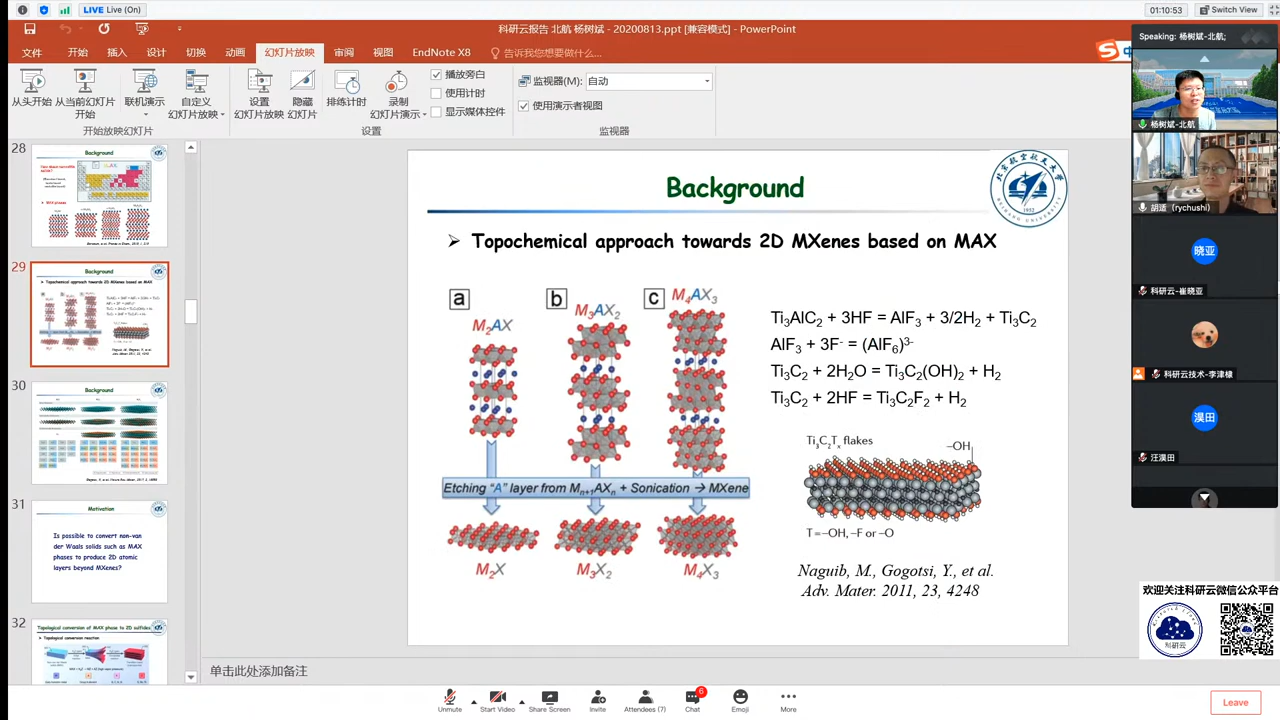 LIVE Live (On)
01:10:53
Switch View
科研云报告 北航 杨树斌 - 20200813.ppt [兼容模式] - PowerPoint
文件
开始
插入
设计
切换
动画
幻灯片放映
审阅
视图
EndNote X8
告诉我您想要做什么...
从头开始
从当前幻灯片
开始
联机演示
自定义
幻灯片放映
设置
幻灯片放映
隐藏
幻灯片
排练计时
录制
幻灯片演示
播放旁白
使用计时
显示媒体控件
监视器(M):
自动
使用演示者视图
开始放映幻灯片
设置
监视器
Speaking: 杨树斌-北航;
杨树斌-北航
胡适 (rychushi)
晓亚
科研云-崔晓亚
科研云技术-李津棣
淏田
汪淏田
28
Background
29
Background
Topochemical approach towards 2D MXenes based on MAX
30
Background
31
Motivation
Is possible to convert non-van
der Waals solids such as MAX
phases to produce 2D atomic
layers beyond MXenes?
32
Topological conversion of MAX phase to 2D sulfides
Topological conversion reaction
Background
➢ Topochemical approach towards 2D MXenes based on MAX
a
M₂AX
b
M₃AX₂
c
M₄AX₃
Etching "A" layer from Mₙ₊₁AXₙ + Sonication → MXene
M₂X
M₃X₂
M₄X₃
Ti₃AlC₂ + 3HF = AlF₃ + 3/2H₂ + Ti₃C₂
AlF₃ + 3F⁻ = (AlF₆)³⁻
Ti₃C₂ + 2H₂O = Ti₃C₂(OH)₂ + H₂
Ti₃C₂ + 2HF = Ti₃C₂F₂ + H₂
Ti₃C₂Tₓ flakes
–OH
T = –OH, –F or –O
Naguib, M., Gogotsi, Y., et al.
Adv. Mater. 2011, 23, 4248
1952
欢迎关注科研云微信公众平台
科研云
单击此处添加备注
Unmute
Start Video
Share Screen
Invite
Attendees (7)
Chat
6
Emoji
More
Leave